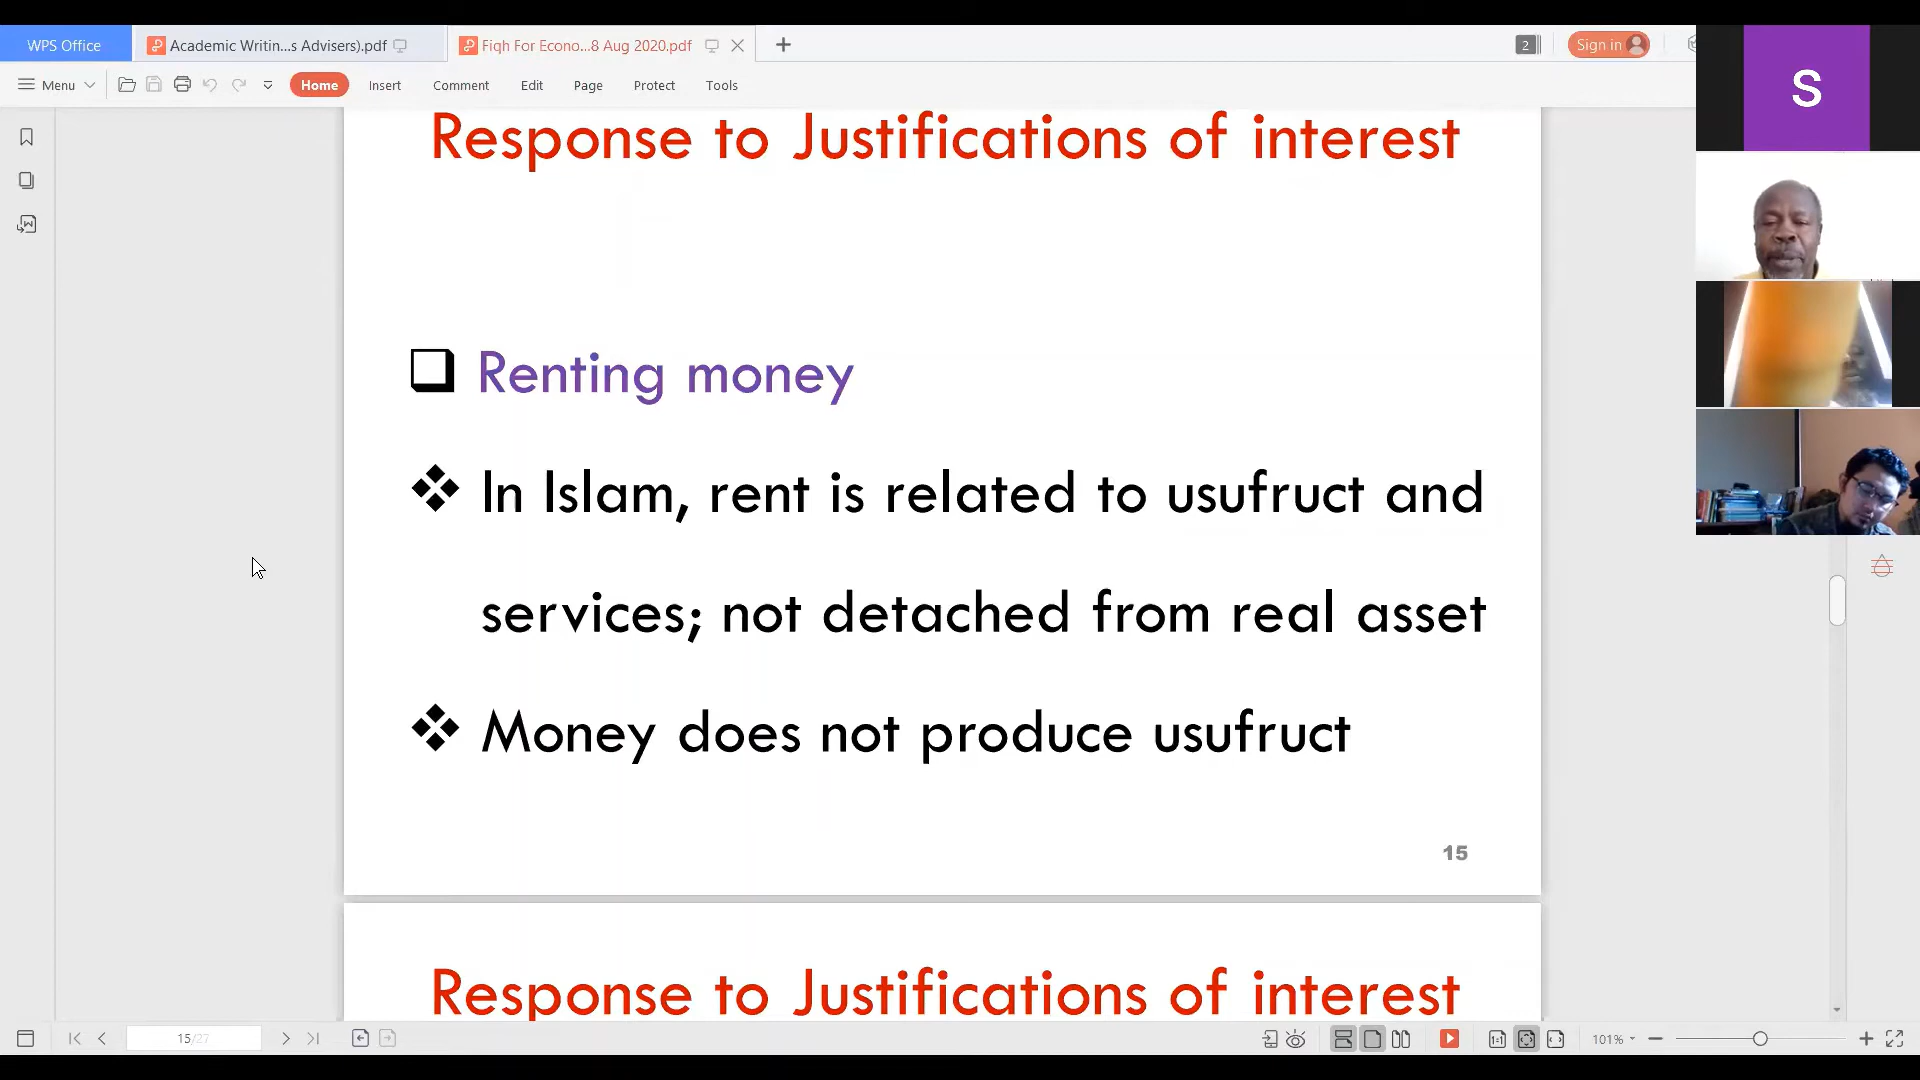 WPS Office
Academic Writin...s Advisers).pdf
Fiqh For Econo...8 Aug 2020.pdf
2
Sign in
S
Menu
Home
Insert
Comment
Edit
Page
Protect
Tools
Response to Justifications of interest
Renting money
In Islam, rent is related to usufruct and
services; not detached from real asset
Money does not produce usufruct
15
Response to Justifications of interest
15/27
101%